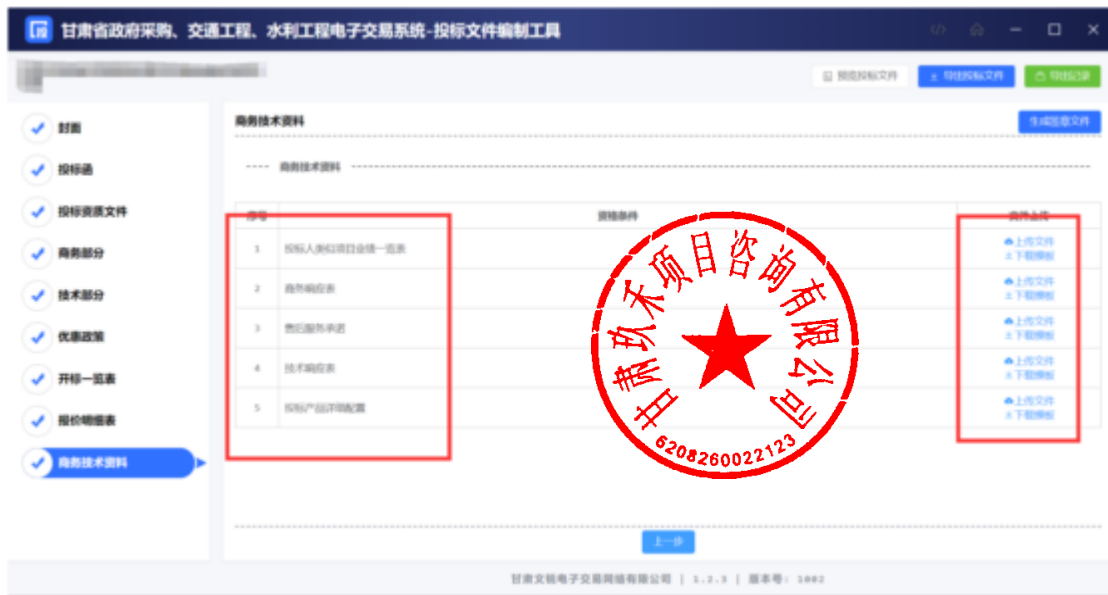 甘肃省政府采购、交通工程、水利工程电子交易系统-投标文件编制工具
预览投标文件
导出投标文件
导出记录
封面
投标函
投标资质文件
商务部分
技术部分
优惠政策
开标一览表
报价明细表
商务技术资料
商务技术资料
生成签章文件
商务技术资料
序号 资格条件 文件上传
1 投标人类似项目业绩一览表 上传文件
下载模板
2 商务响应表 上传文件
下载模板
3 售后服务承诺 上传文件
下载模板
4 技术响应表 上传文件
下载模板
5 投标产品详细配置 上传文件
下载模板
甘肃玖禾项目咨询有限公司
6208260022123
上一步
甘肃文锐电子交易网络有限公司 | 1.2.3 | 版本号: 1002